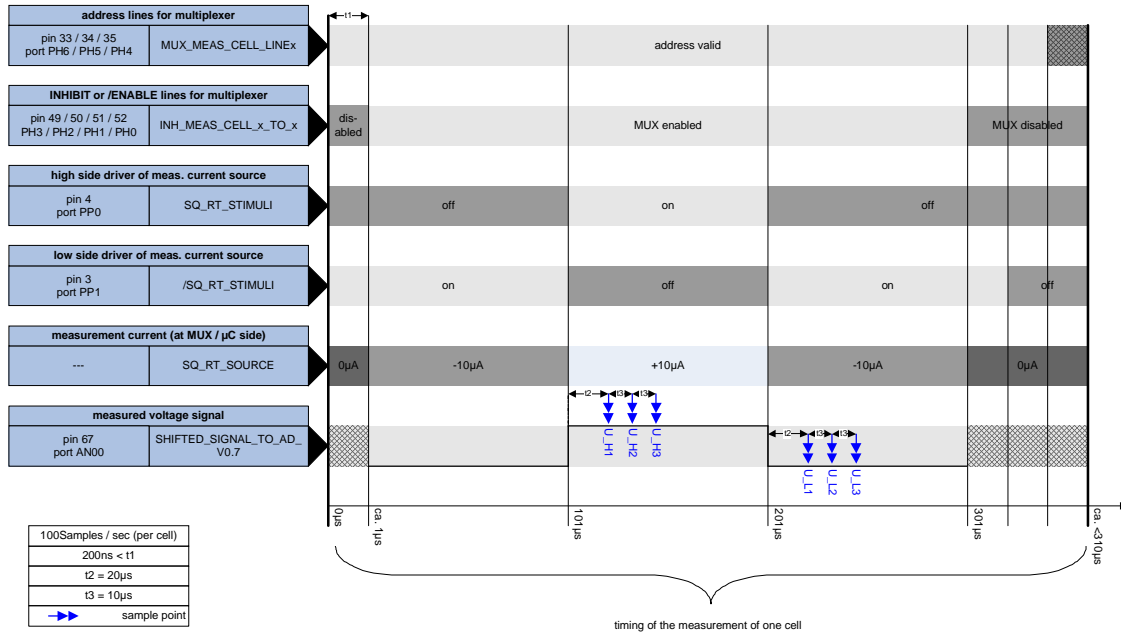 address lines for multiplexer
pin 33 / 34 / 35
port PH6 / PH5 / PH4
MUX_MEAS_CELL_LINEx
t1
address valid
INHIBIT or /ENABLE lines for multiplexer
pin 49 / 50 / 51 / 52
PH3 / PH2 / PH1 / PH0
INH_MEAS_CELL_x_TO_x
dis-
abled
MUX enabled
MUX disabled
high side driver of meas. current source
pin 4
port PP0
SQ_RT_STIMULI
off
on
off
low side driver of meas. current source
pin 3
port PP1
/SQ_RT_STIMULI
on
off
on
off
measurement current (at MUX / µC side)
---
SQ_RT_SOURCE
0µA
-10µA
+10µA
-10µA
0µA
measured voltage signal
pin 67
port AN00
SHIFTED_SIGNAL_TO_AD_
V0.7
t2
t3
t3
U_H1
U_H2
U_H3
t2
t3
t3
U_L1
U_L2
U_L3
0µs
ca. 1µs
101µs
201µs
301µs
ca. <310µs
100Samples / sec (per cell)
200ns < t1
t2 = 20µs
t3 = 10µs
sample point
timing of the measurement of one cell